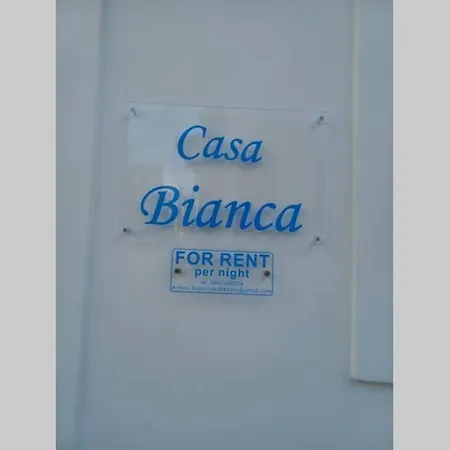 Casa
Bianca
FOR RENT
per night